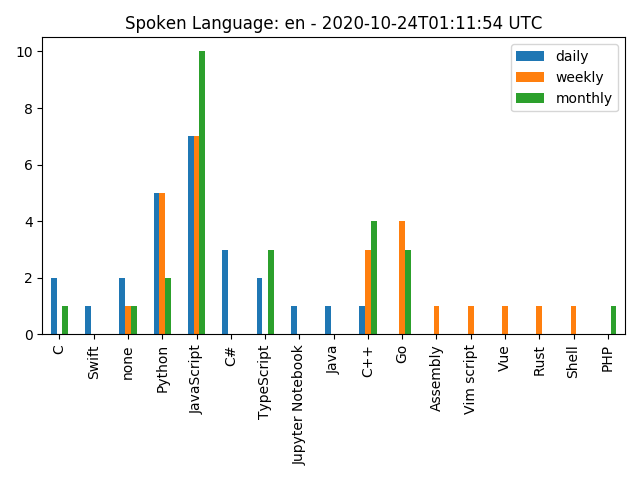 Spoken Language: en - 2020-10-24T01:11:54 UTC
daily
weekly
monthly
10
8
6
4
2
0
C
Swift
none
Python
JavaScript
C#
TypeScript
Jupyter Notebook
Java
C++
Go
Assembly
Vim script
Vue
Rust
Shell
PHP